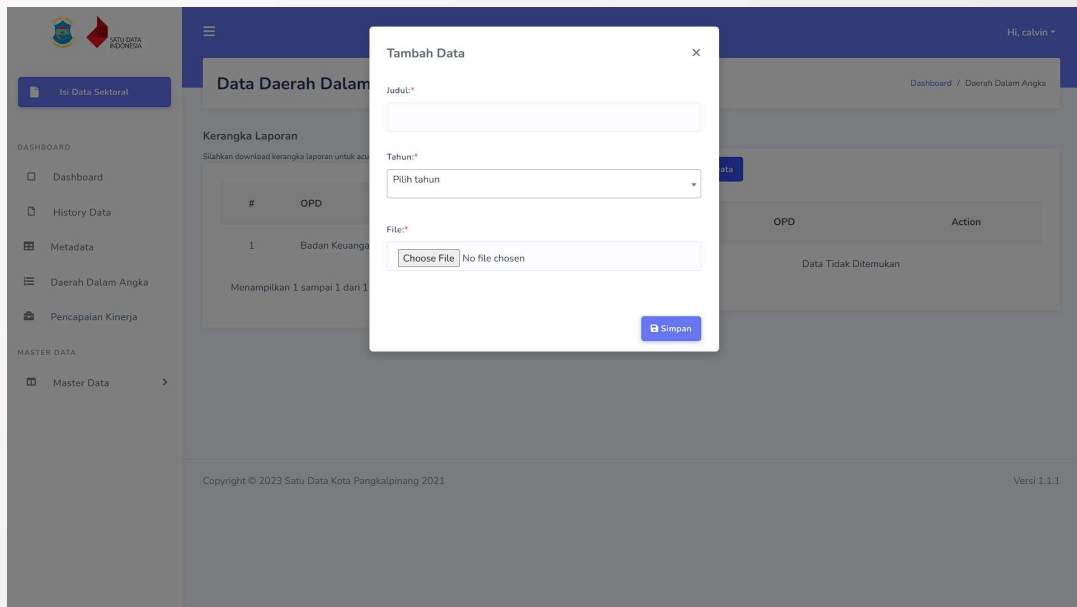 SATU DATA
INDONESIA
Hi, calvin
Isi Data Sektoral
DASHBOARD
Dashboard
History Data
Metadata
Daerah Dalam Angka
Pencapaian Kinerja
MASTER DATA
Master Data
Data Daerah Dalam
Dashboard / Daerah Dalam Angka
Kerangka Laporan
Silahkan download kerangka laporan untuk acu
# OPD
1 Badan Keuanga
Menampilkan 1 sampai 1 dari 1
Tambah Data ×
Judul:*
Tahun:*
Pilih tahun
File:*
Choose File No file chosen
Simpan
ata
OPD Action
Data Tidak Ditemukan
Copyright © 2023 Satu Data Kota Pangkalpinang 2021
Versi 1.1.1